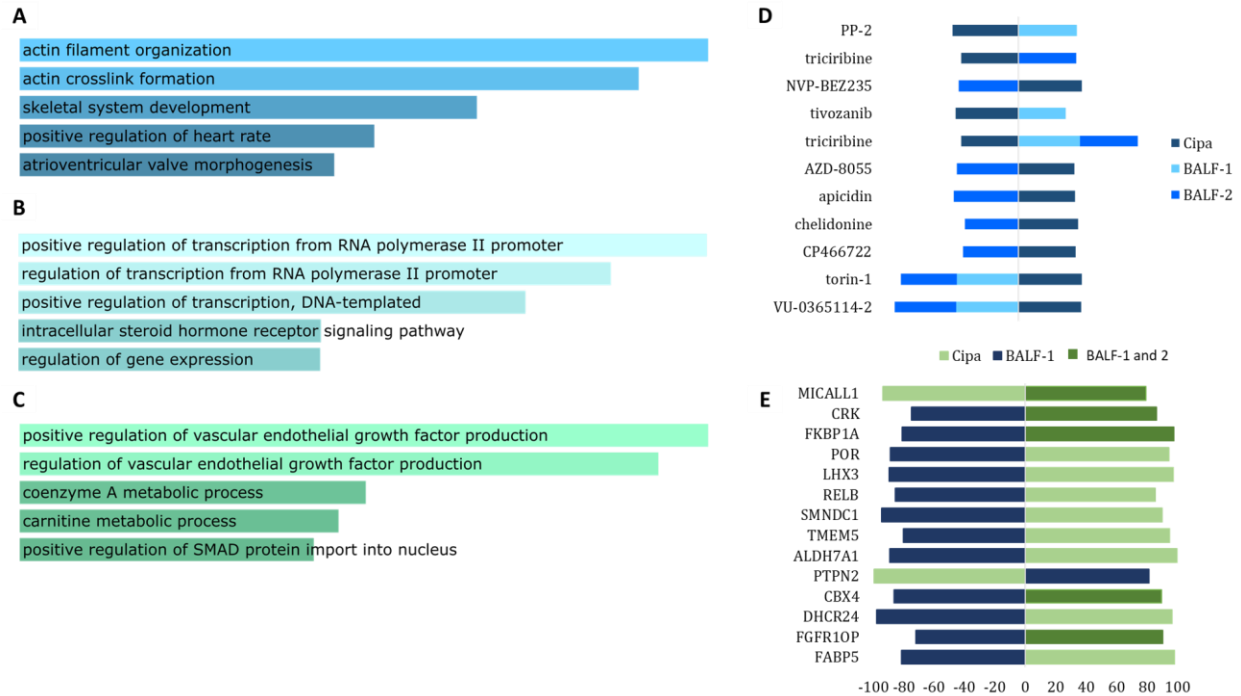 A
actin filament organization
actin crosslink formation
skeletal system development
positive regulation of heart rate
atrioventricular valve morphogenesis
B
positive regulation of transcription from RNA polymerase II promoter
regulation of transcription from RNA polymerase II promoter
positive regulation of transcription, DNA-templated
intracellular steroid hormone receptor signaling pathway
regulation of gene expression
C
positive regulation of vascular endothelial growth factor production
regulation of vascular endothelial growth factor production
coenzyme A metabolic process
carnitine metabolic process
positive regulation of SMAD protein import into nucleus
D
PP-2
triciribine
NVP-BEZ235
tivozanib
triciribine
AZD-8055
apicidin
chelidonine
CP466722
torin-1
VU-0365114-2
Cipa
BALF-1
BALF-2
Cipa BALF-1 BALF-1 and 2
E
MICALL1
CRK
FKBP1A
POR
LHX3
RELB
SMNDC1
TMEM5
ALDH7A1
PTPN2
CBX4
DHCR24
FGFR1OP
FABP5
-100 -80 -60 -40 -20 0 20 40 60 80 100